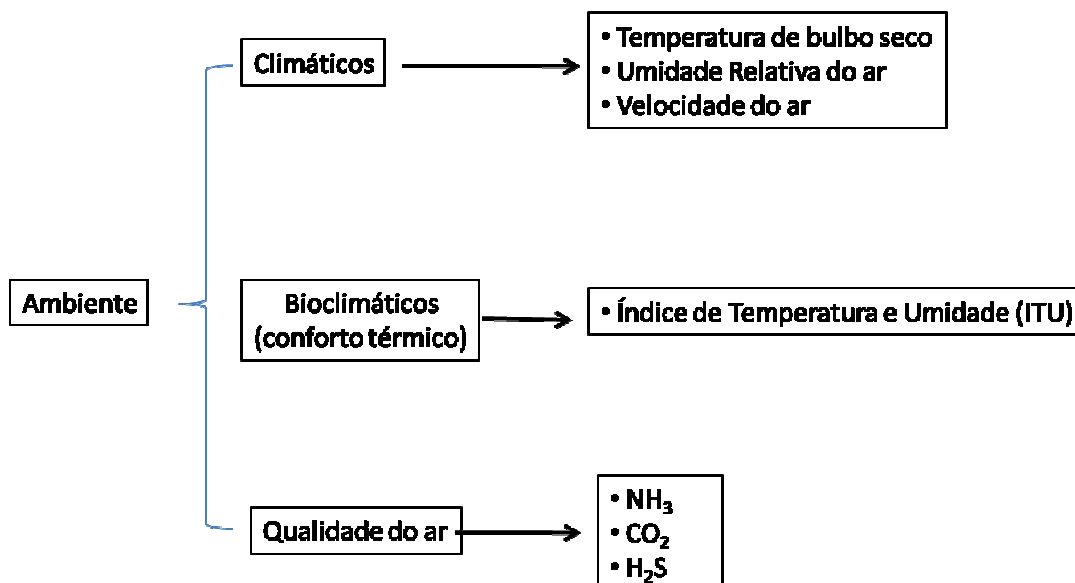 Climáticos
• Temperatura de bulbo seco
• Umidade Relativa do ar
• Velocidade do ar
Ambiente
Bioclimáticos
(conforto térmico)
• Índice de Temperatura e Umidade (ITU)
Qualidade do ar
• NH₃
• CO₂
• H₂S